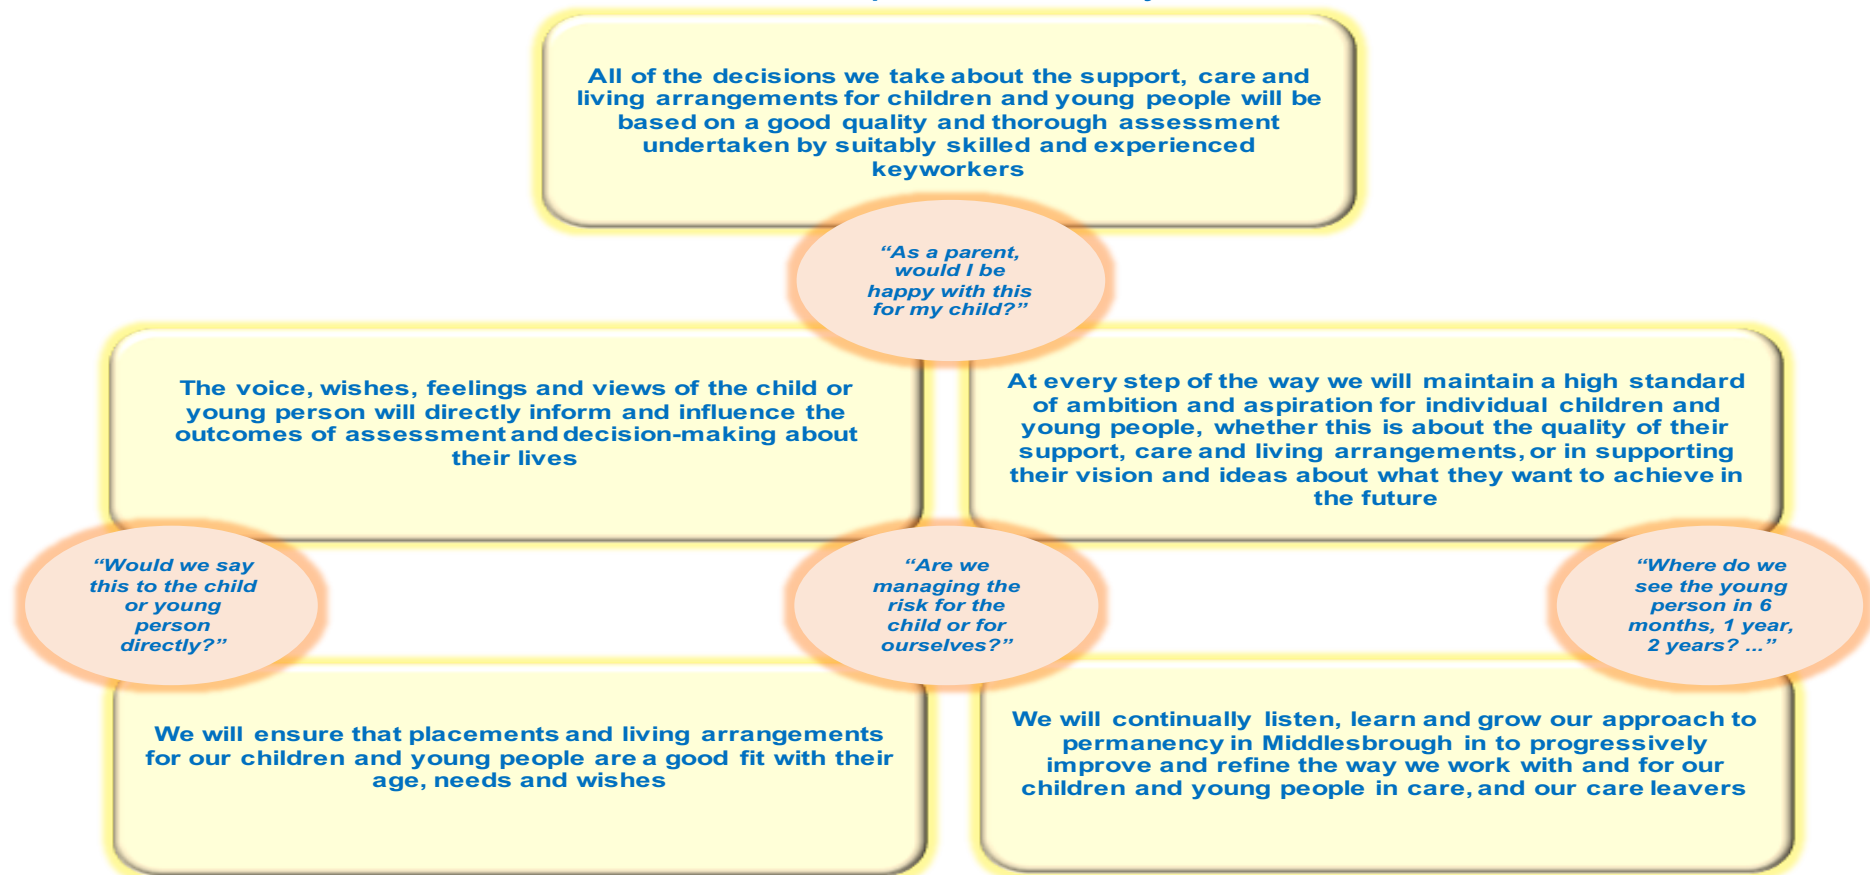 All of the decisions we take about the support, care and
living arrangements for children and young people will be
based on a good quality and thorough assessment
undertaken by suitably skilled and experienced
keyworkers
“As a parent,
would I be
happy with this
for my child?”
The voice, wishes, feelings and views of the child or
young person will directly inform and influence the
outcomes of assessment and decision-making about
their lives
At every step of the way we will maintain a high standard
of ambition and aspiration for individual children and
young people, whether this is about the quality of their
support, care and living arrangements, or in supporting
their vision and ideas about what they want to achieve in
the future
“Would we say
this to the child
or young
person
directly?”
“Are we
managing the
risk for the
child or for
ourselves?”
“Where do we
see the young
person in 6
months, 1 year,
2 years? ...”
We will ensure that placements and living arrangements
for our children and young people are a good fit with their
age, needs and wishes
We will continually listen, learn and grow our approach to
permanency in Middlesbrough in to progressively
improve and refine the way we work with and for our
children and young people in care, and our care leavers